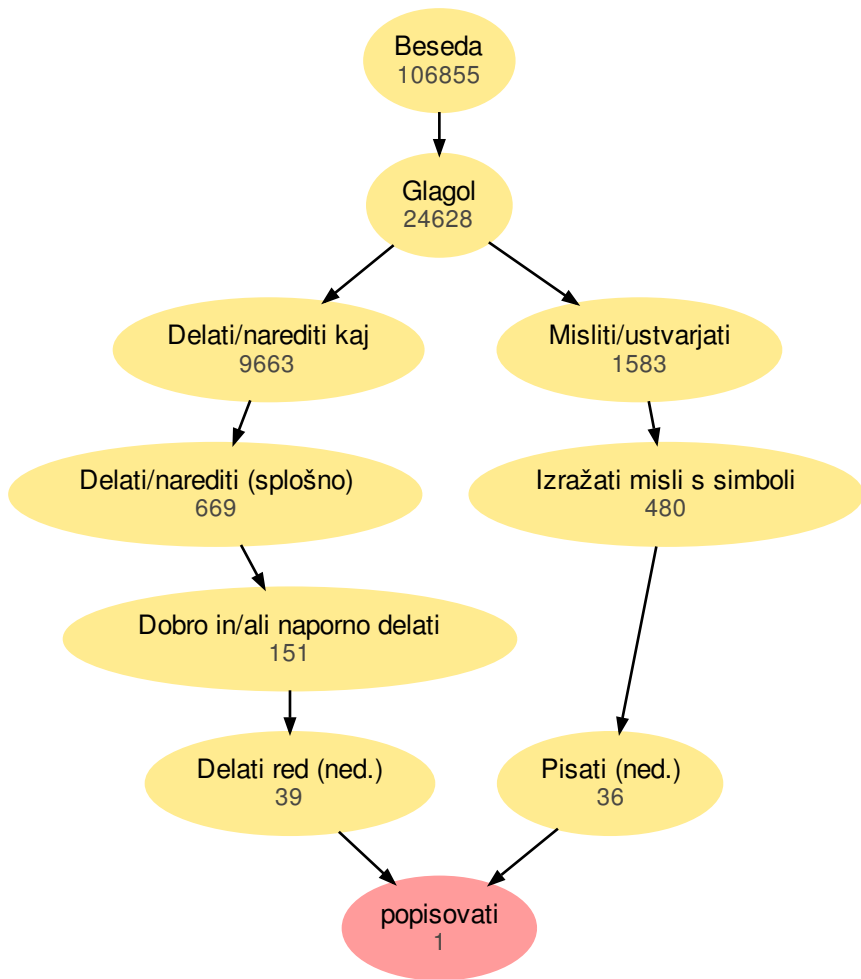 Beseda
106855
Glagol
24628
Delati/narediti kaj
9663
Misliti/ustvarjati
1583
Delati/narediti (splošno)
669
Izražati misli s simboli
480
Dobro in/ali naporno delati
151
Delati red (ned.)
39
Pisati (ned.)
36
popisovati
1